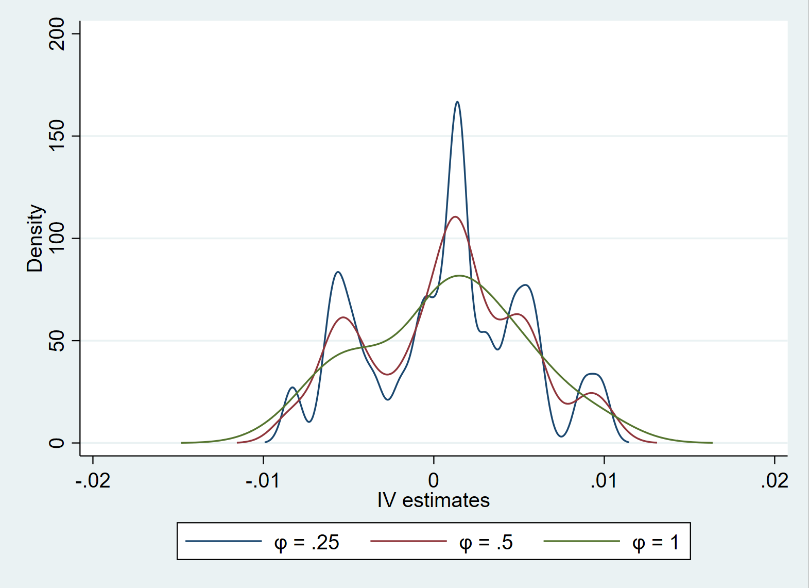 200
150
100
50
0
Density
-.02 -.01 0 .01 .02
IV estimates
φ = .25 φ = .5 φ = 1